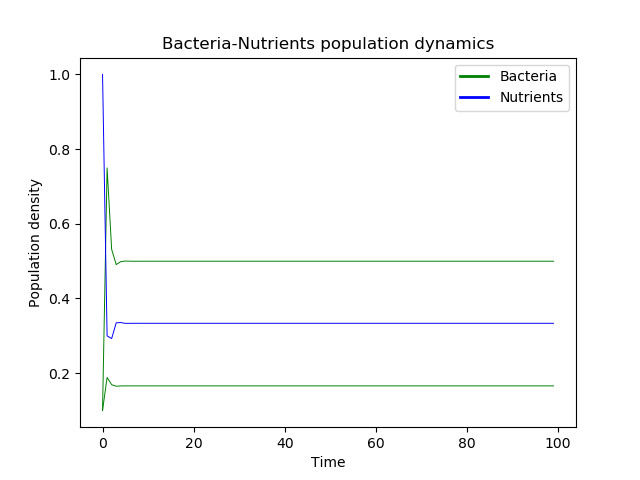 Bacteria-Nutrients population dynamics
Bacteria
Nutrients
Population density
1.0
0.8
0.6
0.4
0.2
0 20 40 60 80 100
Time